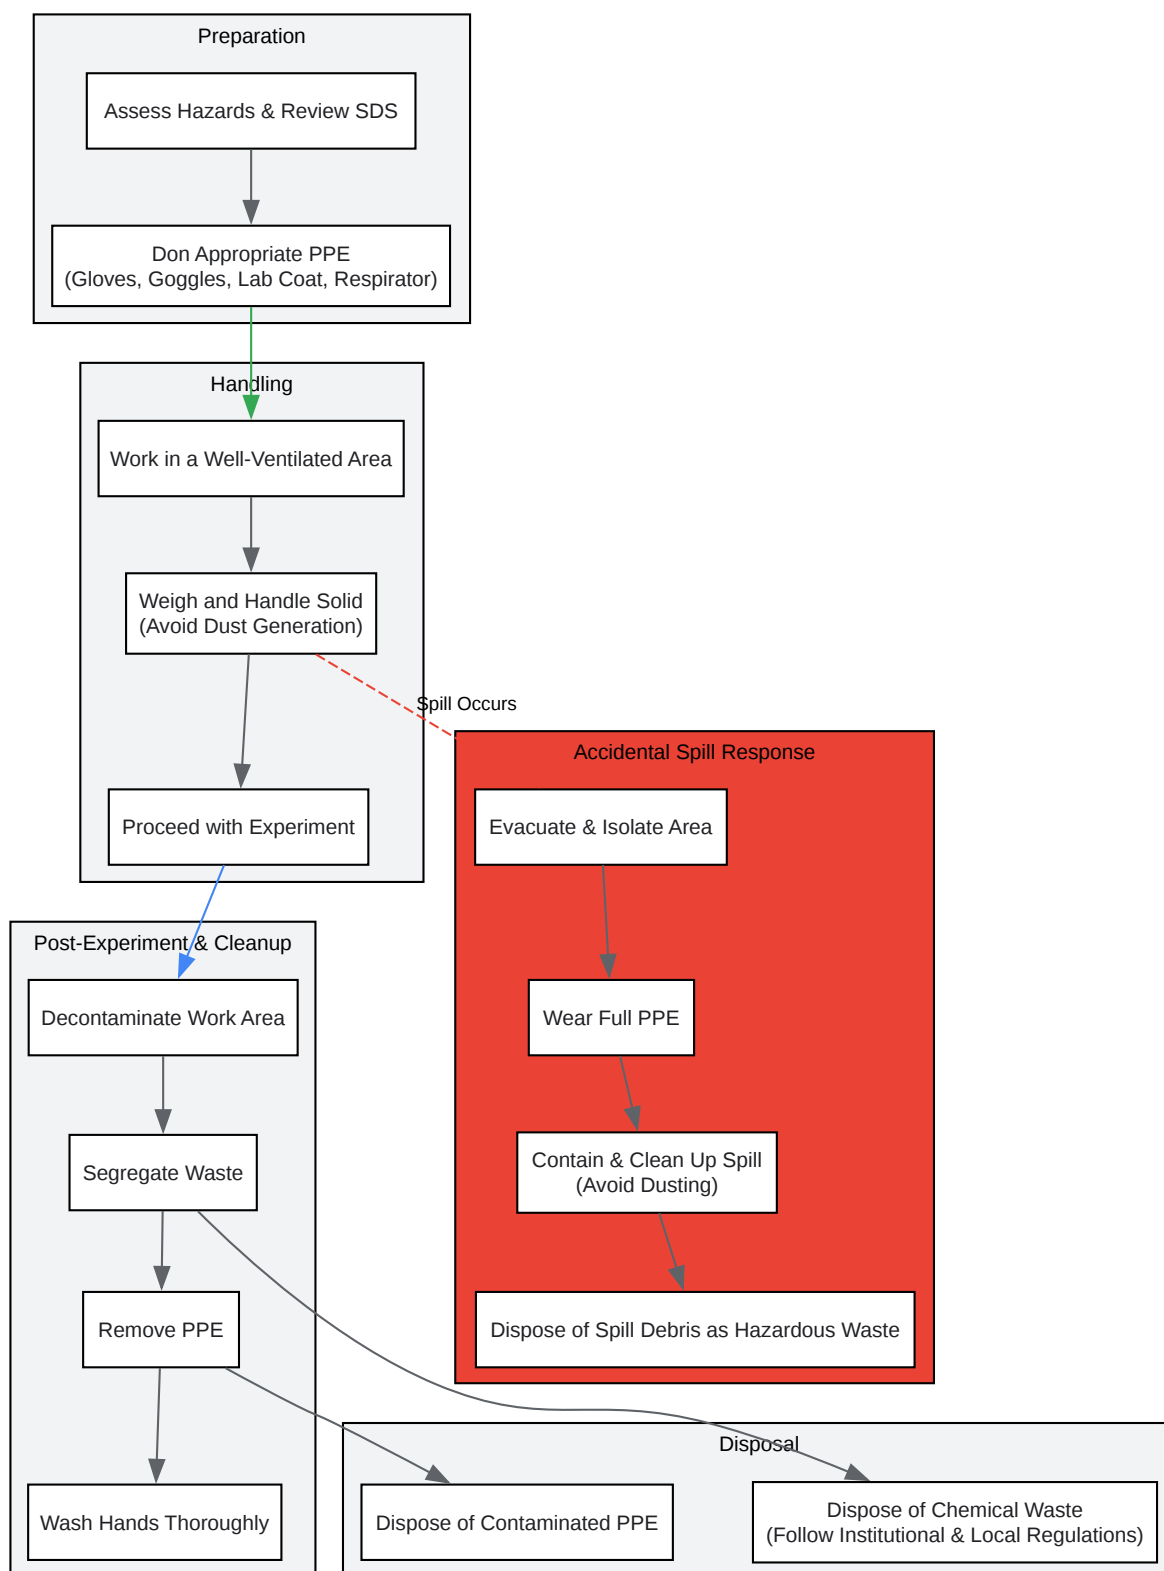 Preparation
Assess Hazards & Review SDS
Don Appropriate PPE
(Gloves, Goggles, Lab Coat, Respirator)
Handling
Work in a Well-Ventilated Area
Weigh and Handle Solid
(Avoid Dust Generation)
Spill Occurs
Proceed with Experiment
Accidental Spill Response
Evacuate & Isolate Area
Wear Full PPE
Contain & Clean Up Spill
(Avoid Dusting)
Dispose of Spill Debris as Hazardous Waste
Post-Experiment & Cleanup
Decontaminate Work Area
Segregate Waste
Remove PPE
Wash Hands Thoroughly
Disposal
Dispose of Contaminated PPE
Dispose of Chemical Waste
(Follow Institutional & Local Regulations)